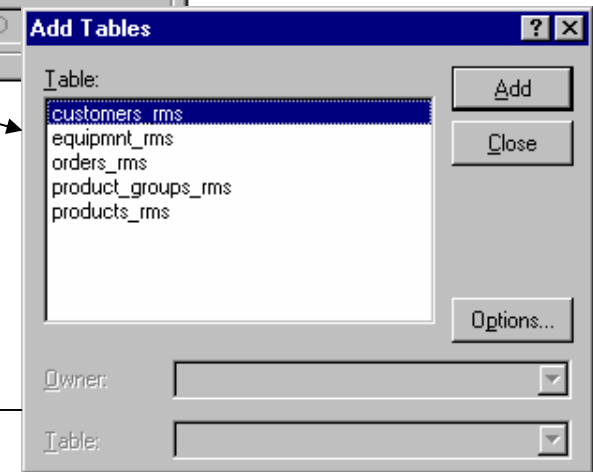 Add Tables
Table:
Add
customers_rms
equipmnt_rms
Close
orders_rms
product_groups_rms
products_rms
Options...
Owner:
Table: